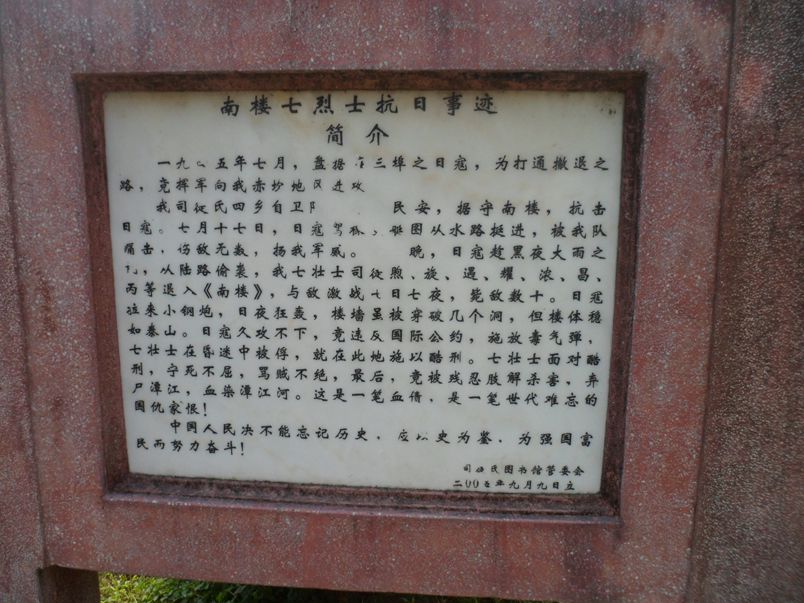 南楼七烈士抗日事迹
简介
一九 五年七月，盘据 三埠之日寇，为打通撤退之
路，竞挥军向我赤坎地区进攻
我司徒氏四乡自卫队 民安，据守南楼，抗击
日寇。七月十七日，日寇驾 艇图从水路挺进，被我队
痛击，伤敌无数，扬我军威。 晚，日寇趁黑夜大雨之
，从陆路偷袭，我七壮士司徒煦、旋、遇、耀、浓、昌、
丙等退入《南楼》，与敌激战七日七夜，毙敌数十。日寇
拉来小钢炮，日夜狂轰，楼墙虽被穿破几个洞，但楼体稳
如泰山。日寇久攻不下，竞违反国际公约，施放毒气弹，
七壮士在昏迷中被俘，就在此地施以酷刑。七壮士面对酷
刑，宁死不屈，骂贼不绝，最后，竞被残忍肢解杀害，弃
尸潭江，血染潭江河。这是一笔血债，是一笔世代难忘的
国仇家恨！
中国人民决不能忘记历史，应以史为鉴，为强国富
民而努力奋斗！
司徒氏图书馆管委会
二00 年九月九日立